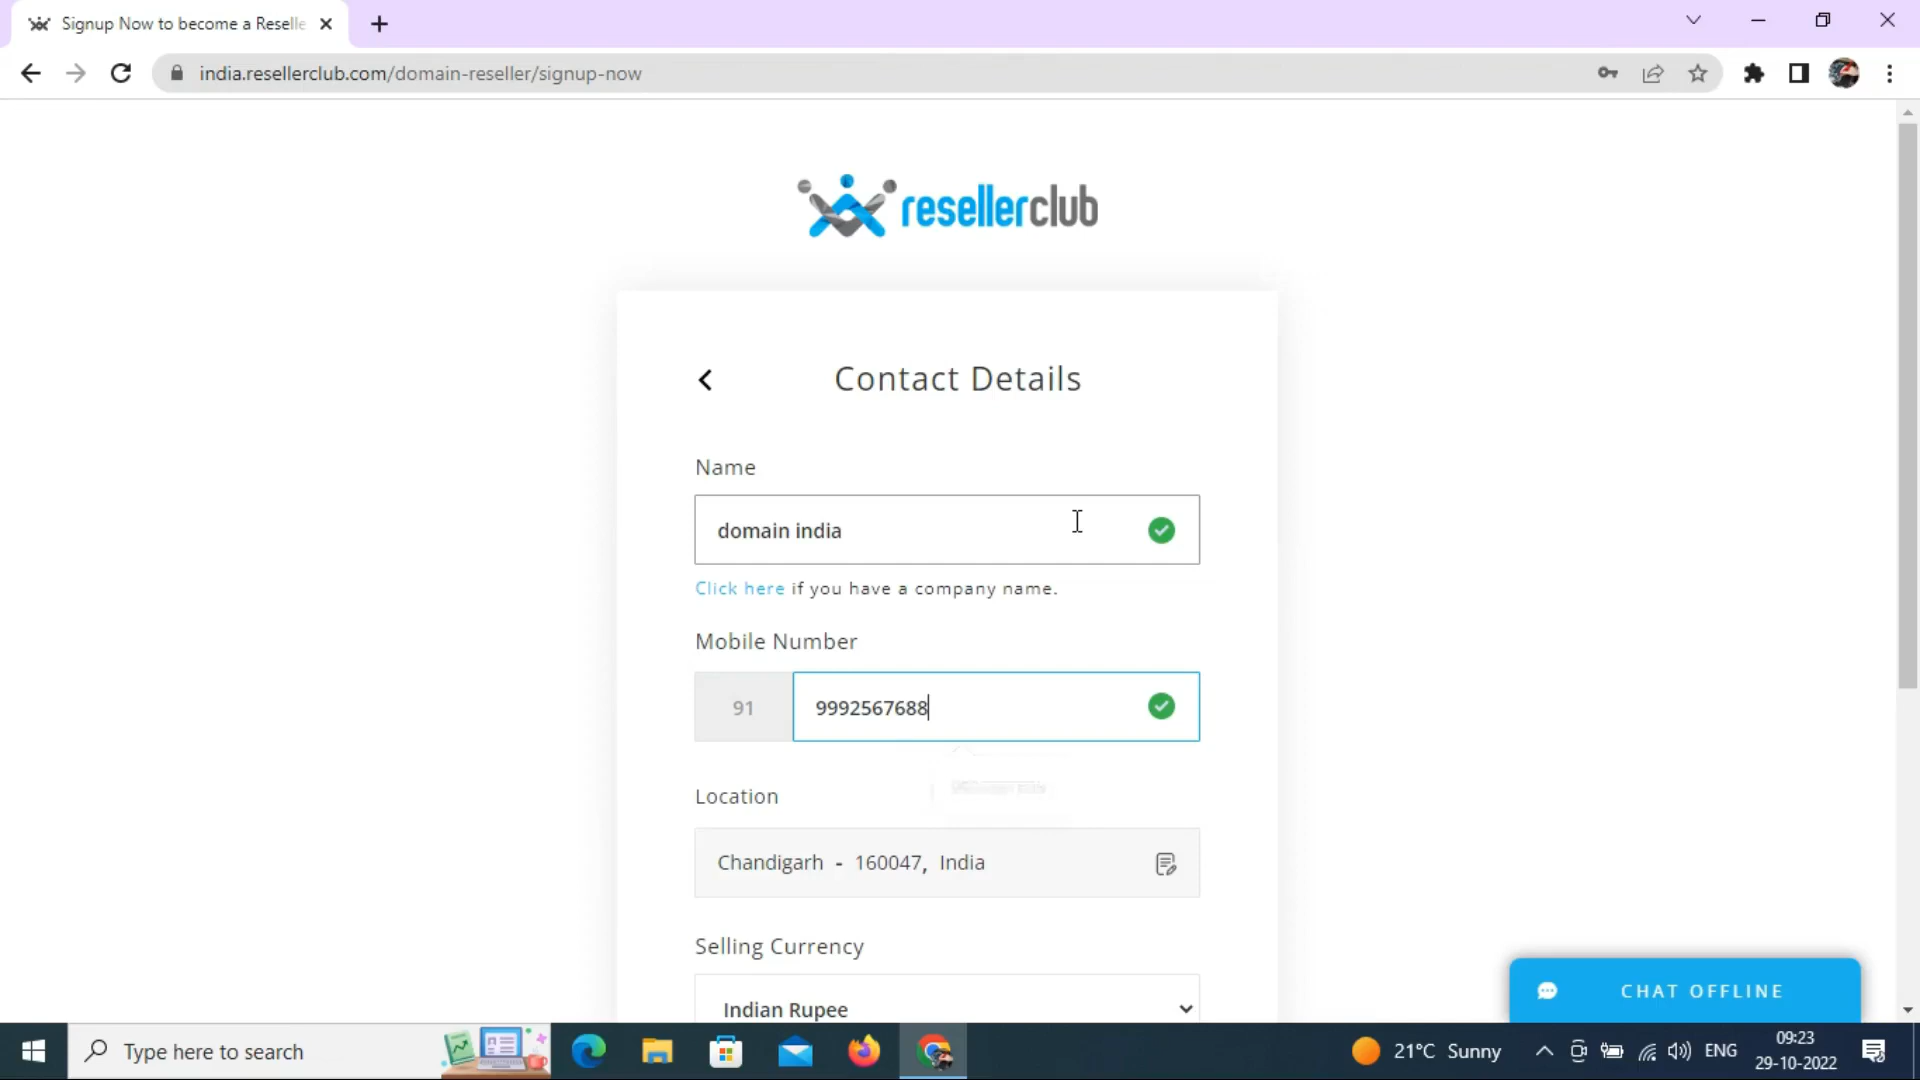 Signup Now to become a Reselle
india.resellerclub.com/domain-reseller/signup-now
resellerclub
Contact Details
Name
domain india
Click here if you have a company name.
Mobile Number
91 9992567688
Location
Chandigarh - 160047, India
Selling Currency
Indian Rupee
CHAT OFFLINE
Type here to search
21°C Sunny
ENG
09:23
29-10-2022